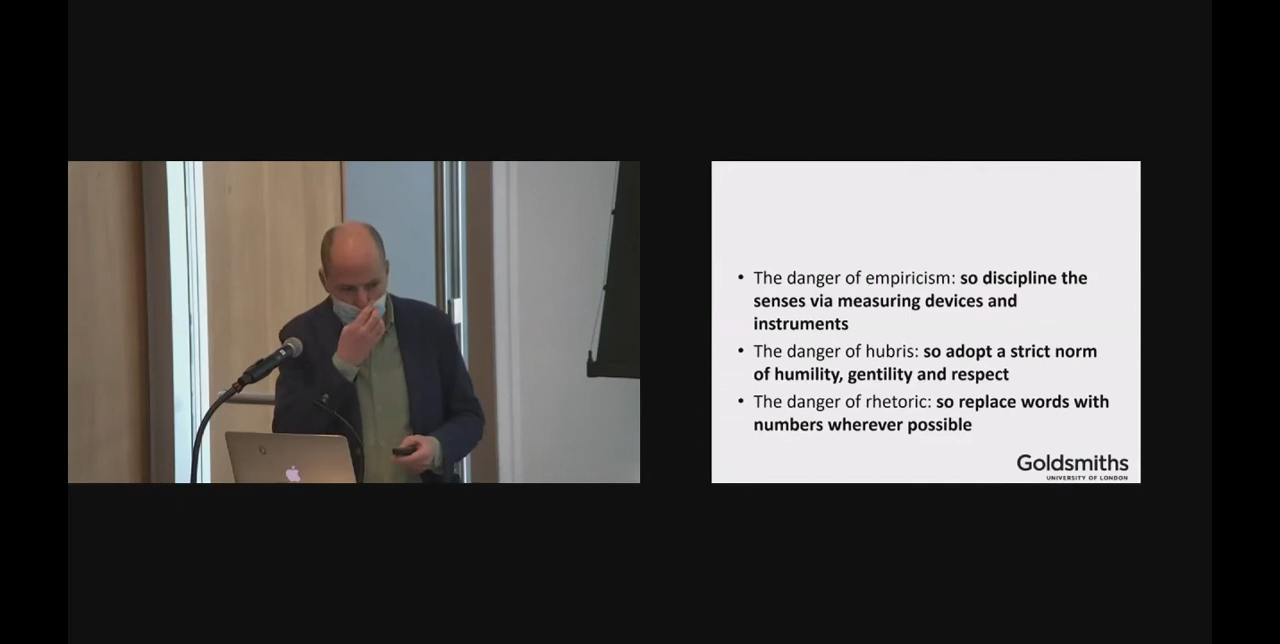 • The danger of empiricism: so discipline the
senses via measuring devices and
instruments
• The danger of hubris: so adopt a strict norm
of humility, gentility and respect
• The danger of rhetoric: so replace words with
numbers wherever possible
Goldsmiths
UNIVERSITY OF LONDON